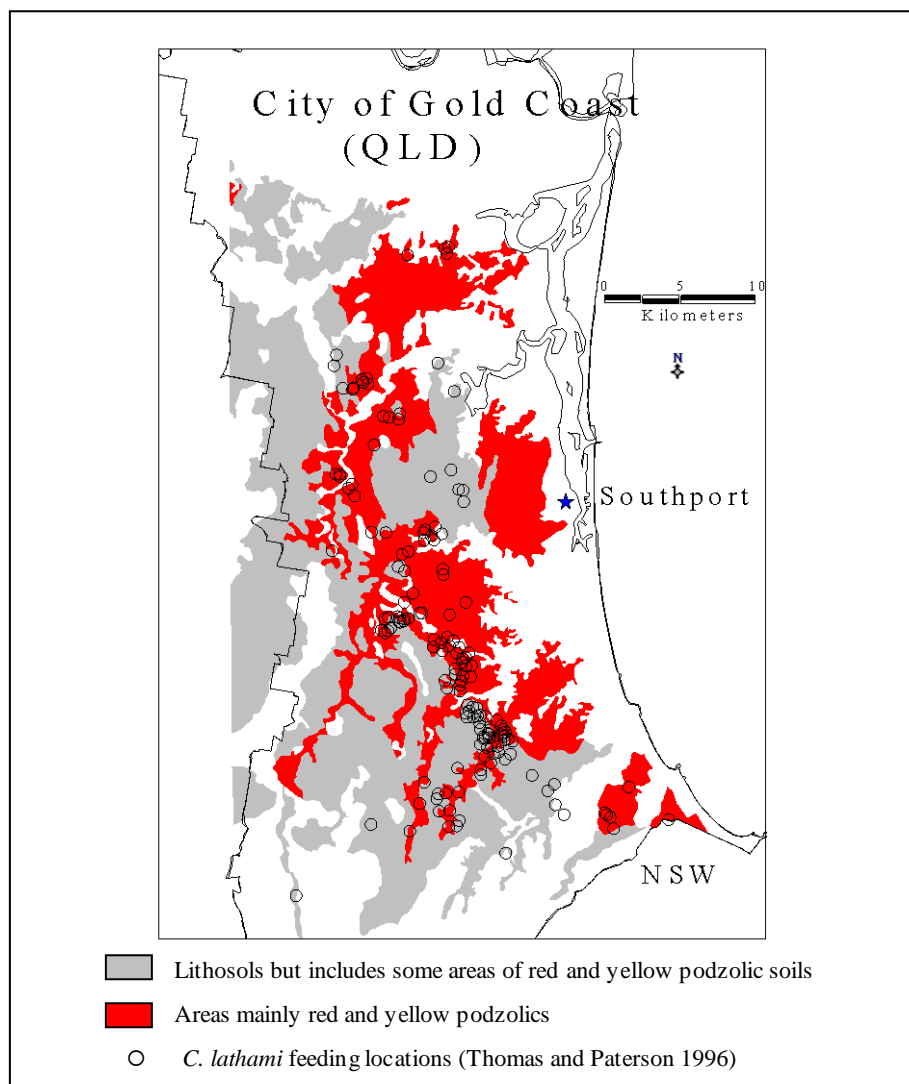 City of Gold Coast
(QLD)
0 5 10
Kilometers
N
Southport
NSW
Lithosols but includes some areas of red and yellow podzolic soils
Areas mainly red and yellow podzolics
C. lathami feeding locations (Thomas and Paterson 1996)